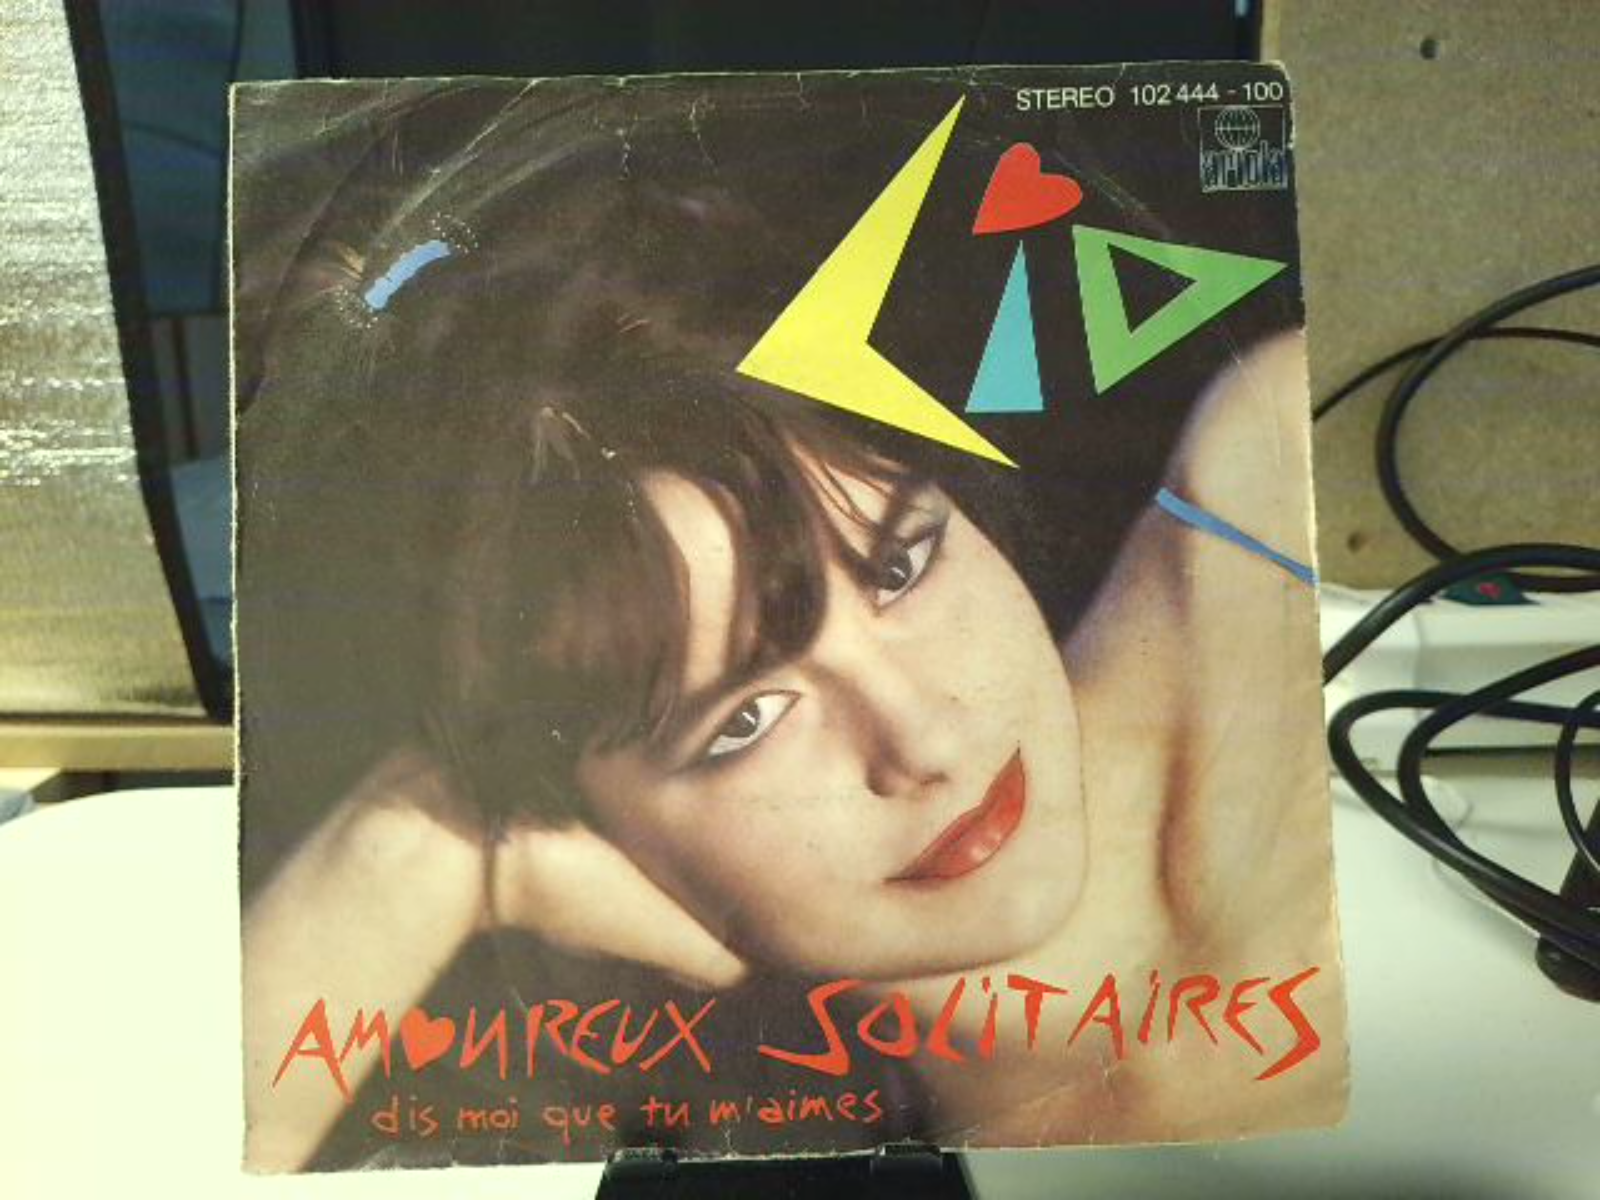 STEREO 102 444 - 100
ariola
LIO
AMOUREUX SOLITAIRES
dis moi que tu m'aimes